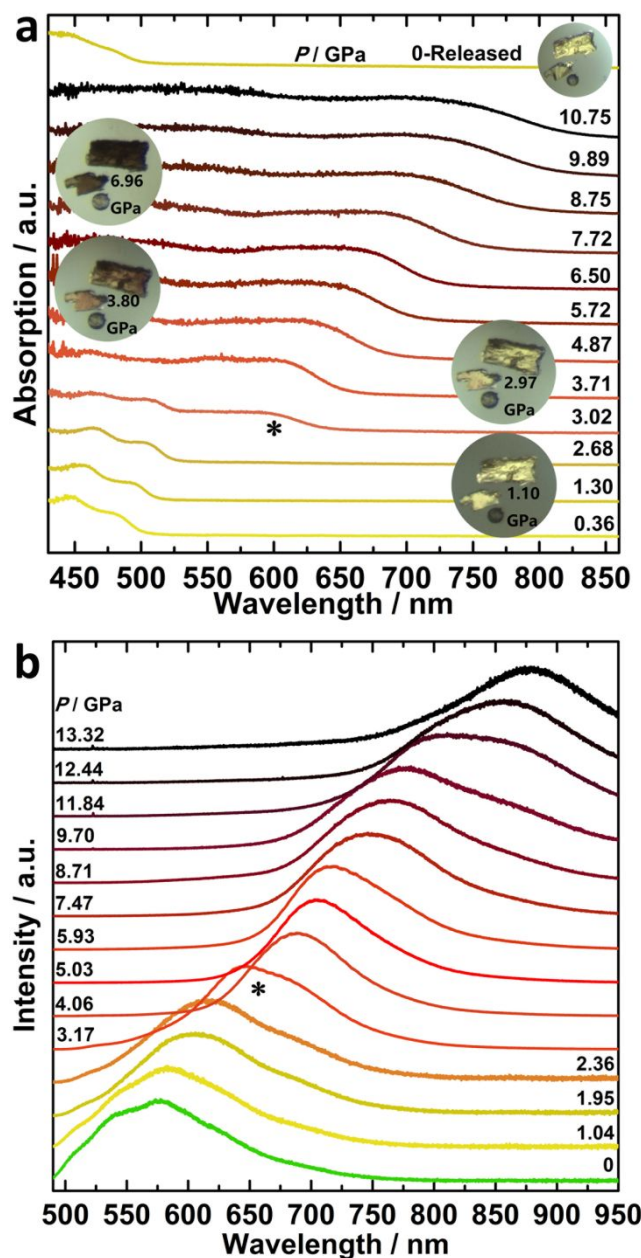 a
P / GPa 0-Released
10.75
9.89
8.75
7.72
6.50
5.72
4.87
3.71
3.02
2.68
1.30
0.36
6.96
GPa
3.80
GPa
2.97
GPa
1.10
GPa
*
Absorption / a.u.
450 500 550 600 650 700 750 800 850
Wavelength / nm
b
P / GPa
13.32
12.44
11.84
9.70
8.71
7.47
5.93
5.03
4.06
3.17
*
2.36
1.95
1.04
0
Intensity / a.u.
500 550 600 650 700 750 800 850 900 950
Wavelength / nm